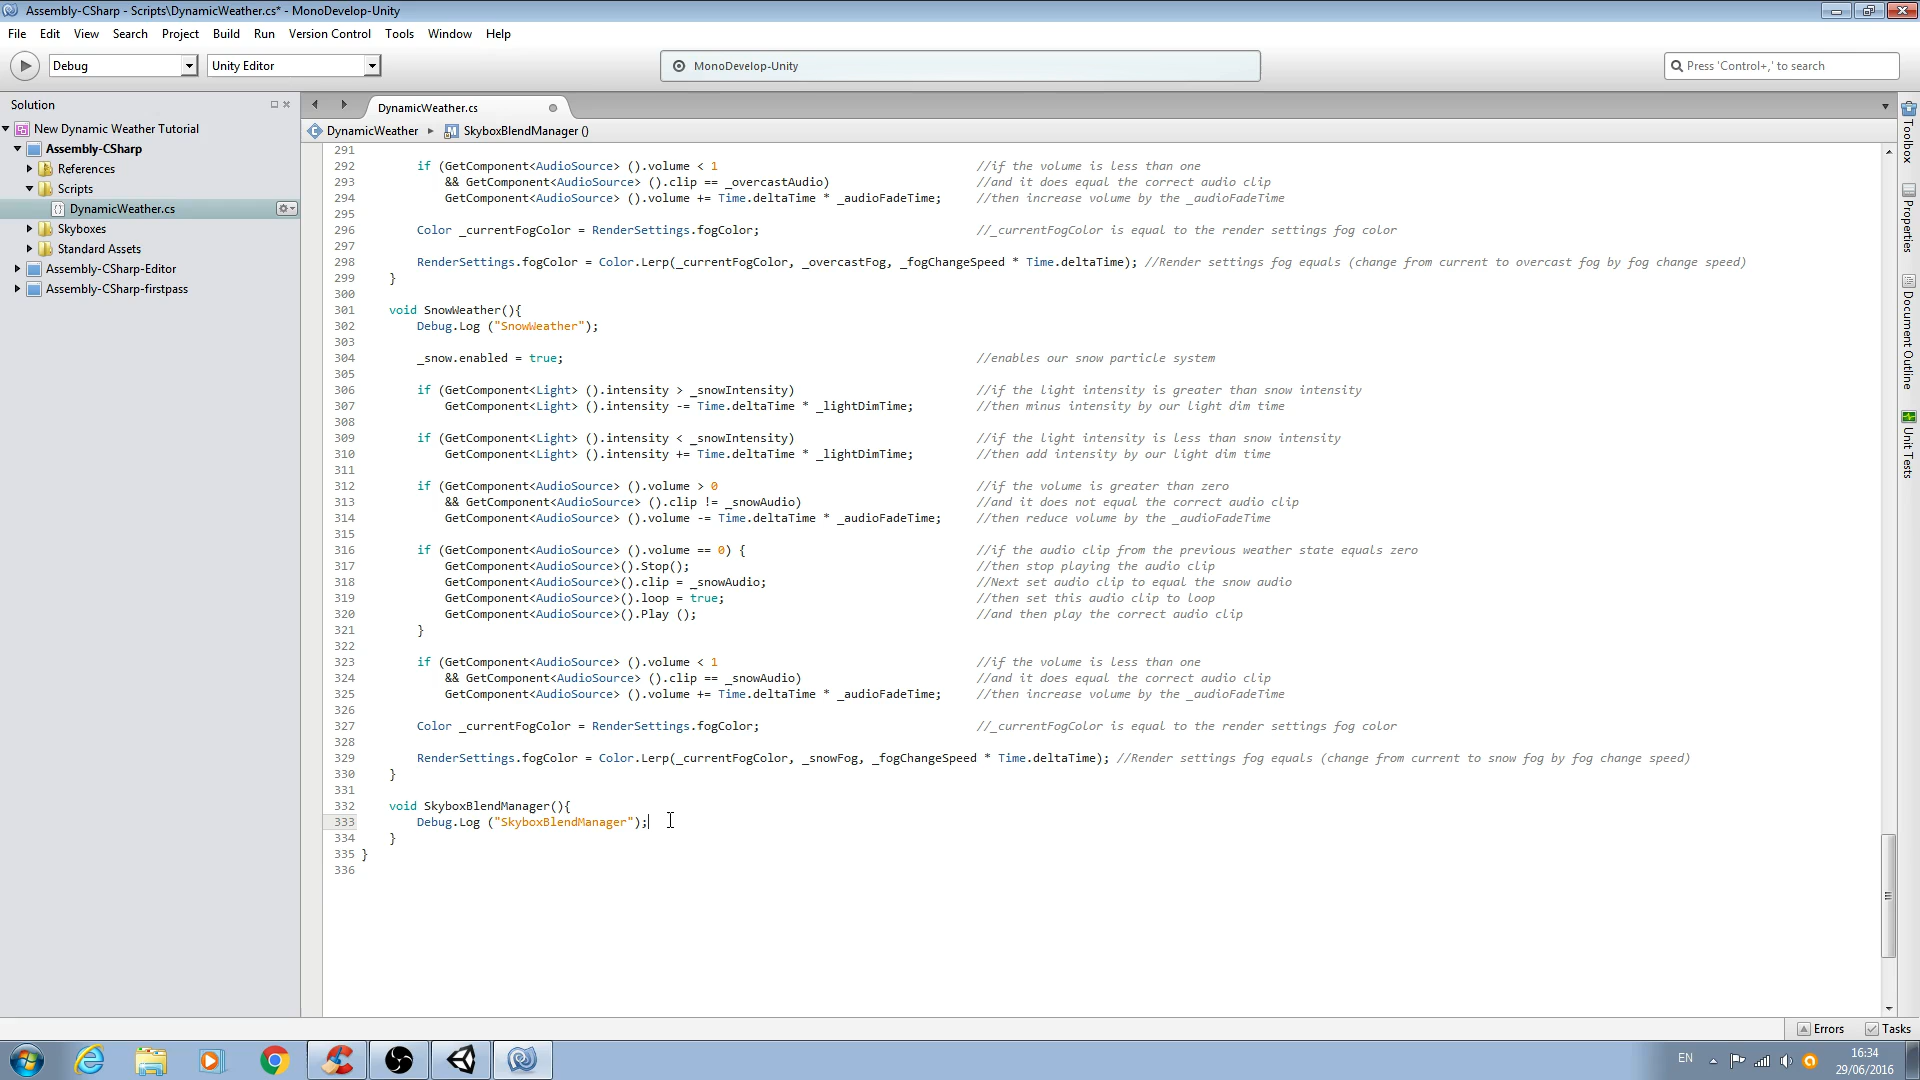 Assembly-CSharp - Scripts\DynamicWeather.cs* - MonoDevelop-Unity
File Edit View Search Project Build Run Version Control Tools Window Help
Debug Unity Editor MonoDevelop-Unity Press 'Control+,' to search
Solution
New Dynamic Weather Tutorial
Assembly-CSharp
References
Scripts
DynamicWeather.cs
Skyboxes
Standard Assets
Assembly-CSharp-Editor
Assembly-CSharp-firstpass
DynamicWeather.cs
DynamicWeather SkyboxBlendManager ()
291
292 if (GetComponent<AudioSource> ().volume < 1 //if the volume is less than one
293 && GetComponent<AudioSource> ().clip == _overcastAudio) //and it does equal the correct audio clip
294 GetComponent<AudioSource> ().volume += Time.deltaTime * _audioFadeTime; //then increase volume by the _audioFadeTime
295
296 Color _currentFogColor = RenderSettings.fogColor; //_currentFogColor is equal to the render settings fog color
297
298 RenderSettings.fogColor = Color.Lerp(_currentFogColor, _overcastFog, _fogChangeSpeed * Time.deltaTime); //Render settings fog equals (change from current to overcast fog by fog change speed)
299 }
300
301 void SnowWeather(){
302 Debug.Log ("SnowWeather");
303
304 _snow.enabled = true; //enables our snow particle system
305
306 if (GetComponent<Light> ().intensity > _snowIntensity) //if the light intensity is greater than snow intensity
307 GetComponent<Light> ().intensity -= Time.deltaTime * _lightDimTime; //then minus intensity by our light dim time
308
309 if (GetComponent<Light> ().intensity < _snowIntensity) //if the light intensity is less than snow intensity
310 GetComponent<Light> ().intensity += Time.deltaTime * _lightDimTime; //then add intensity by our light dim time
311
312 if (GetComponent<AudioSource> ().volume > 0 //if the volume is greater than zero
313 && GetComponent<AudioSource> ().clip != _snowAudio) //and it does not equal the correct audio clip
314 GetComponent<AudioSource> ().volume -= Time.deltaTime * _audioFadeTime; //then reduce volume by the _audioFadeTime
315
316 if (GetComponent<AudioSource> ().volume == 0) { //if the audio clip from the previous weather state equals zero
317 GetComponent<AudioSource>().Stop(); //then stop playing the audio clip
318 GetComponent<AudioSource>().clip = _snowAudio; //Next set audio clip to equal the snow audio
319 GetComponent<AudioSource>().loop = true; //then set this audio clip to loop
320 GetComponent<AudioSource>().Play (); //and then play the correct audio clip
321 }
322
323 if (GetComponent<AudioSource> ().volume < 1 //if the volume is less than one
324 && GetComponent<AudioSource> ().clip == _snowAudio) //and it does equal the correct audio clip
325 GetComponent<AudioSource> ().volume += Time.deltaTime * _audioFadeTime; //then increase volume by the _audioFadeTime
326
327 Color _currentFogColor = RenderSettings.fogColor; //_currentFogColor is equal to the render settings fog color
328
329 RenderSettings.fogColor = Color.Lerp(_currentFogColor, _snowFog, _fogChangeSpeed * Time.deltaTime); //Render settings fog equals (change from current to snow fog by fog change speed)
330 }
331
332 void SkyboxBlendManager(){
333 Debug.Log ("SkyboxBlendManager");
334 }
335 }
336
Toolbox
Properties
Document Outline
Unit Tests
Errors Tasks
EN 16:34
29/06/2016